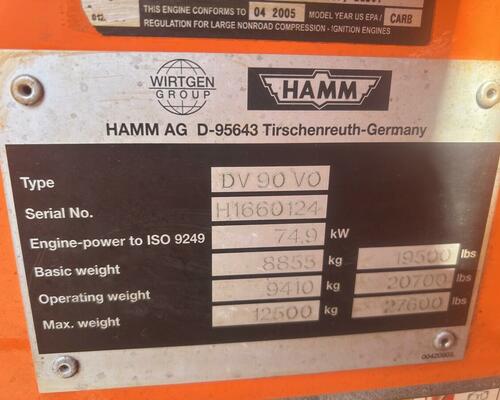 THIS ENGINE CONFORMS TO 04 2005 MODEL YEAR US EPA / CARB
REGULATION FOR LARGE NONROAD COMPRESSION - IGNITION ENGINES
WIRTGEN
GROUP
HAMM
HAMM AG D-95643 Tirschenreuth-Germany
Type DV 90 VO
Serial No. H1660124
Engine-power to ISO 9249 74.9 kW
Basic weight 8855 kg 19500 lbs
Operating weight 9410 kg 20700 lbs
Max. weight 12500 kg 27600 lbs